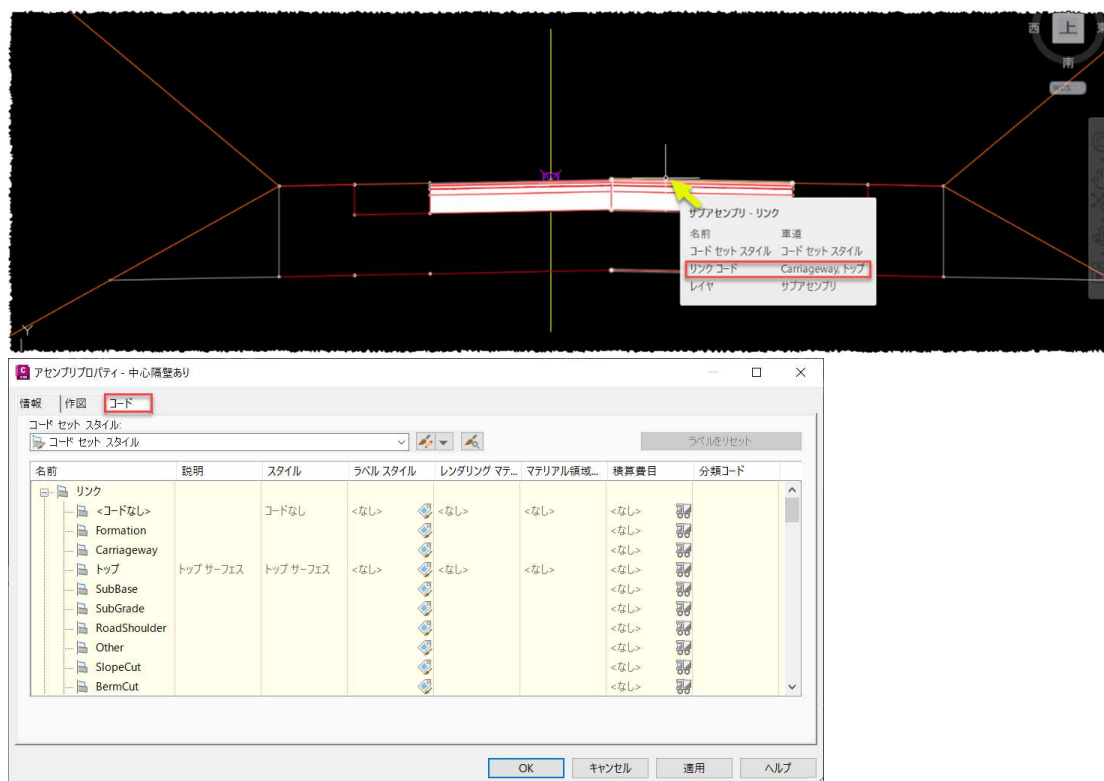 西 上 東
南
WCS
サブアセンブリ - リンク
名前 車道
コード セット スタイル コード セット スタイル
リンク コード Carriageway, トップ
レイヤ サブアセンブリ
Y
アセンブリプロパティ - 中心隔壁あり
情報 作図 コード
コード セット スタイル:
コード セット スタイル ラベルをリセット
名前 説明 スタイル ラベル スタイル レンダリング マテ... マテリアル領域... 積算費目 分類コード
リンク
<コードなし> コードなし <なし> <なし> <なし> <なし>
Formation <なし>
Carriageway <なし>
トップ トップ サーフェス トップ サーフェス <なし> <なし> <なし> <なし>
SubBase <なし>
SubGrade <なし>
RoadShoulder <なし>
Other <なし>
SlopeCut <なし>
BermCut <なし>
OK キャンセル 適用 ヘルプ